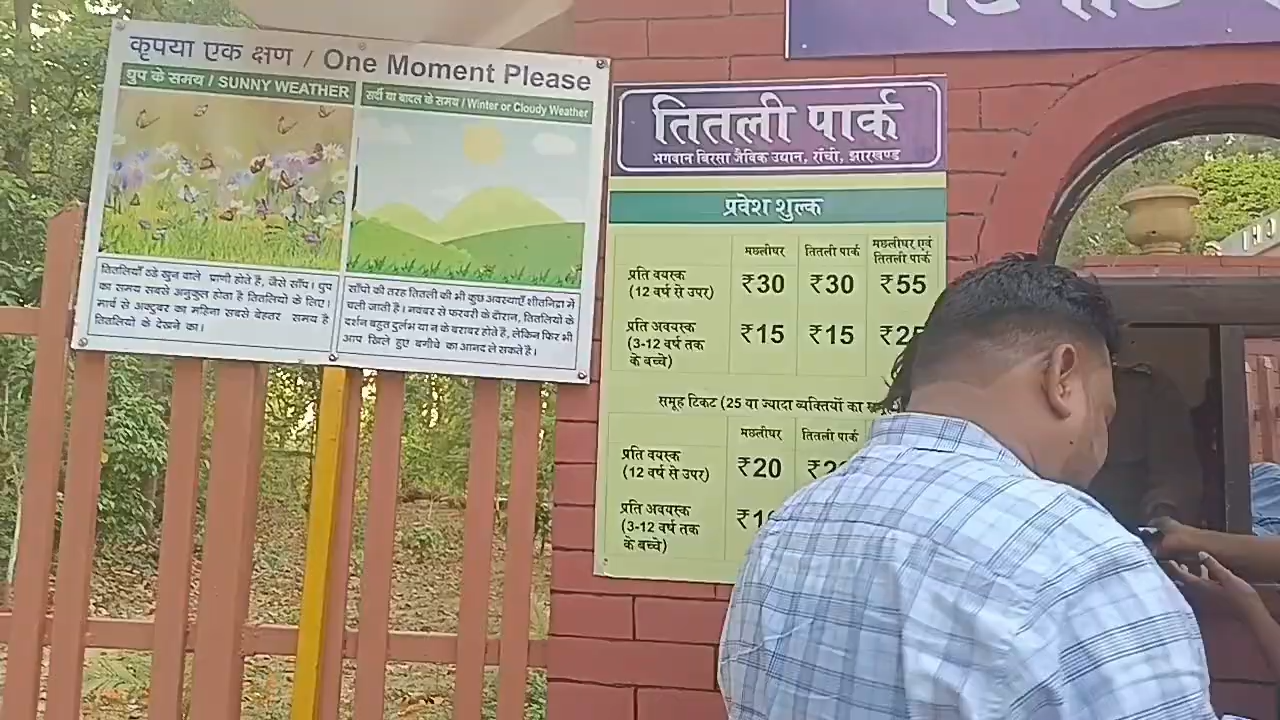 कृपया एक क्षण / One Moment Please
धुप के समय / SUNNY WEATHER
सर्दी या बादल के समय / Winter or Cloudy Weather
तितलियाँ ठंडे खुन वाले प्राणी होते है, जैसे साँप। धुप
का समय सबसे अनुकुल होता है तितलियों के लिए।
मार्च से अक्टुबर का महिना सबसे बेहतर समय है
तितलियो के देखने का।
साँपो की तरह तितली की भी कुछ अवस्थाएँ शीतनिद्रा में
चली जाती है। नवंबर से फरवरी के दौरान, तितलियों के
दर्शन बहुत दुर्लभ या न के बराबर होते है, लेकिन फिर भी
आप खिले हुए बगीचे का आनंद ले सकते है।
तितली पार्क
भगवान बिरसा जैविक उद्यान, राँची, झारखण्ड
प्रवेश शुल्क
मछलीघर तितली पार्क मछलीघर एवं
तितली पार्क
प्रति वयस्क
(12 वर्ष से उपर) ₹30 ₹30 ₹55
प्रति अवयस्क
(3-12 वर्ष तक
के बच्चे) ₹15 ₹15
समूह टिकट (25 या ज्यादा व्यक्तियों का
मछलीघर तितली पार्क
प्रति वयस्क
(12 वर्ष से उपर) ₹20
प्रति अवयस्क
(3-12 वर्ष तक
के बच्चे)